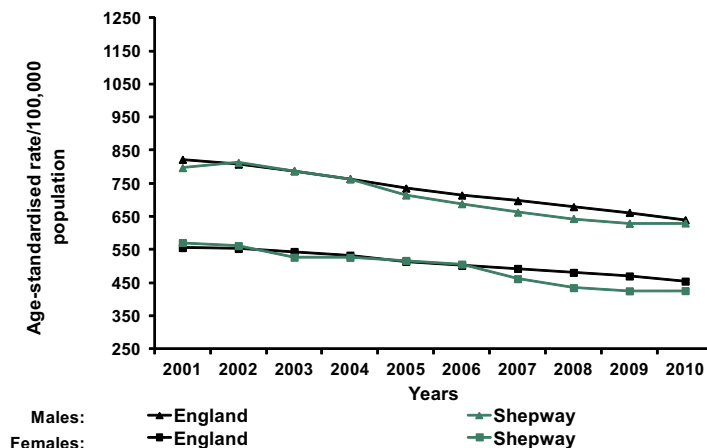 1250
1150
1050
950
850
750
650
550
450
350
250
Age-standardised rate/100,000
population
2001 2002 2003 2004 2005 2006 2007 2008 2009 2010
Years
Males: England Shepway
Females: England Shepway